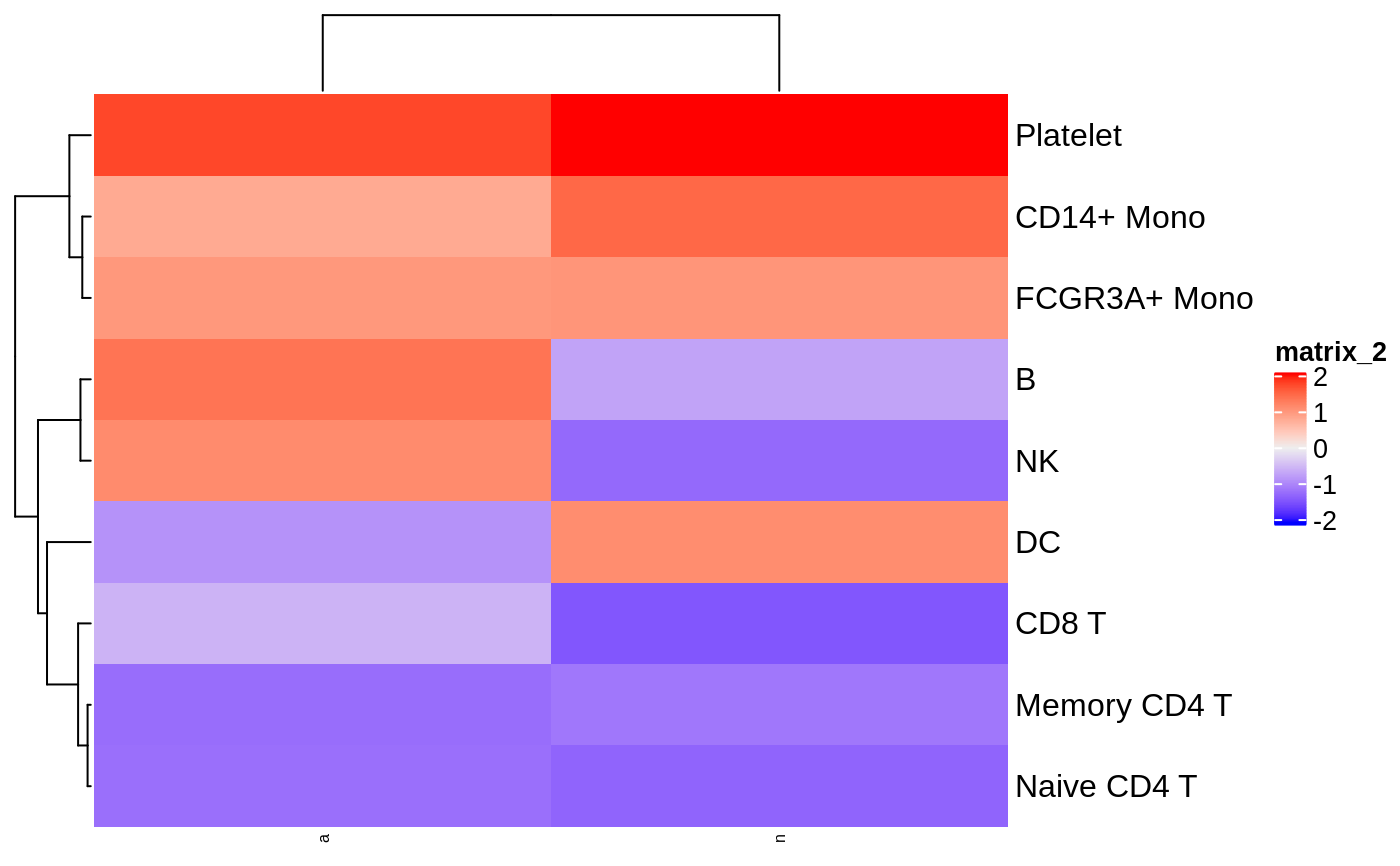 Platelet
CD14+ Mono
FCGR3A+ Mono
B
NK
DC
CD8 T
Memory CD4 T
Naive CD4 T
a
n
matrix_2
2
1
0
-1
-2